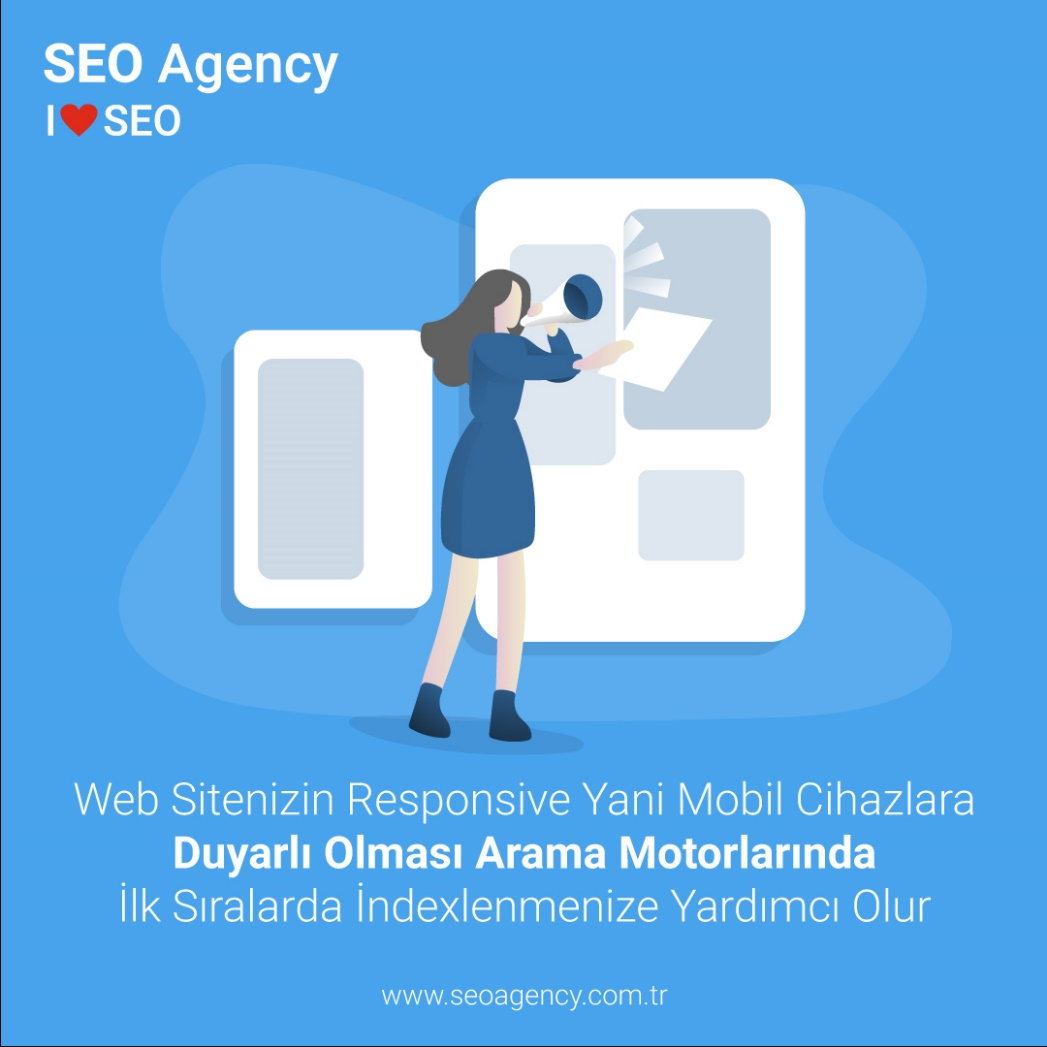 SEO Agency
I❤SEO
Web Sitenizin Responsive Yani Mobil Cihazlara
Duyarlı Olması Arama Motorlarında
İlk Sıralarda İndexlenmenize Yardımcı Olur
www.seoagency.com.tr